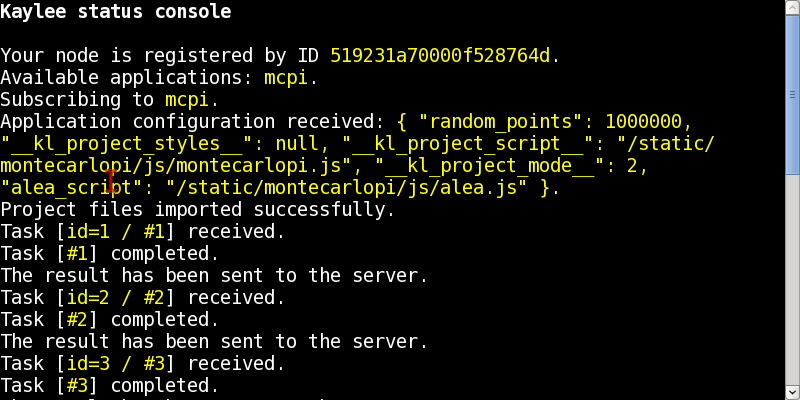 Kaylee status console
Your node is registered by ID 519231a70000f528764d.
Available applications: mcpi.
Subscribing to mcpi.
Application configuration received: { "random_points": 1000000,
"__kl_project_styles__": null, "__kl_project_script__": "/static/
montecarlopi/js/montecarlopi.js", "__kl_project_mode__": 2,
"alea_script": "/static/montecarlopi/js/alea.js" }.
Project files imported successfully.
Task [id=1 / #1] received.
Task [#1] completed.
The result has been sent to the server.
Task [id=2 / #2] received.
Task [#2] completed.
The result has been sent to the server.
Task [id=3 / #3] received.
Task [#3] completed.